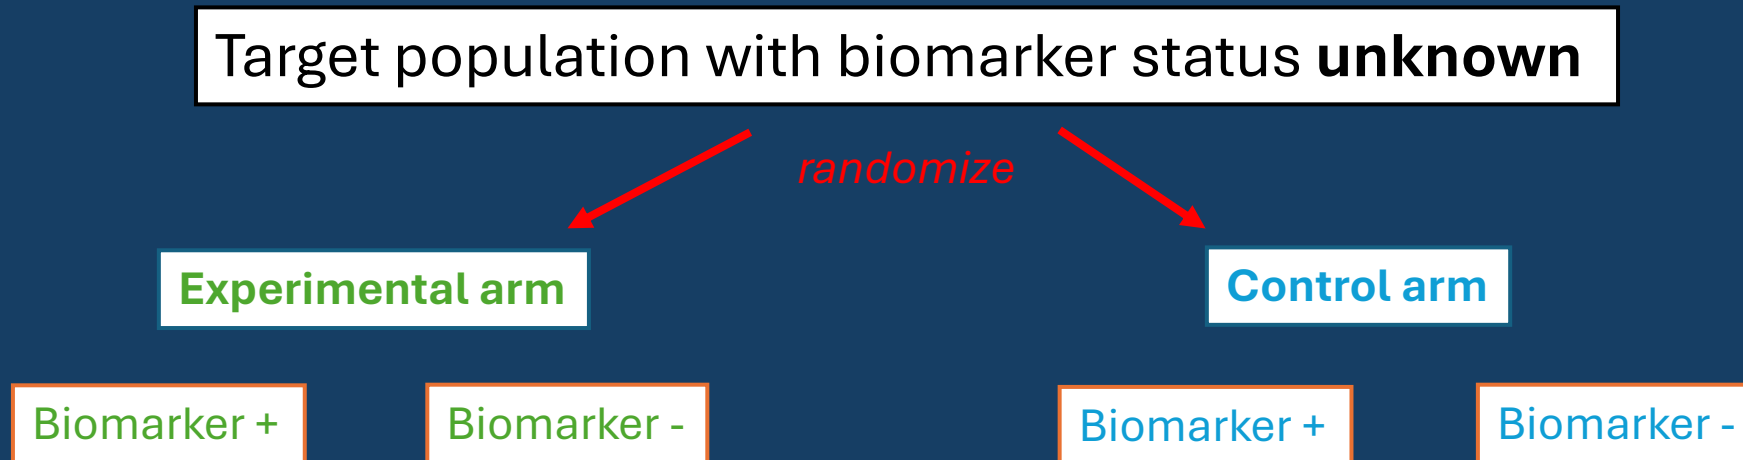 Target population with biomarker status unknown
randomize
Experimental arm
Control arm
Biomarker +
Biomarker -
Biomarker +
Biomarker -